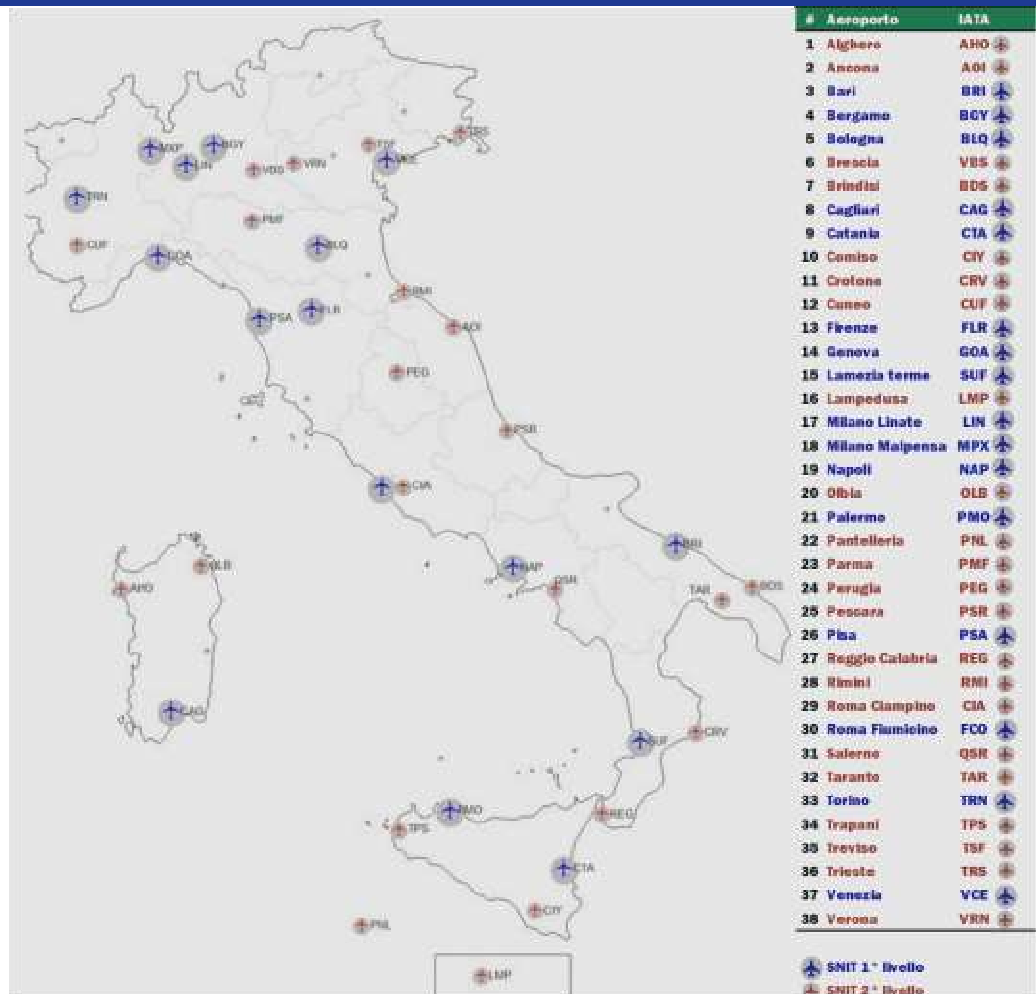 # Aeroporto IATA
1 Alghero AHO
2 Ancona AOI
3 Bari BRI
4 Bergamo BGY
5 Bologna BLQ
6 Brescia VBS
7 Brindisi BDS
8 Cagliari CAG
9 Catania CTA
10 Comiso CIY
11 Crotone CRV
12 Cuneo CUF
13 Firenze FLR
14 Genova GOA
15 Lamezia terme SUF
16 Lampedusa LMP
17 Milano Linate LIN
18 Milano Malpensa MPX
19 Napoli NAP
20 Olbia OLB
21 Palermo PMO
22 Pantelleria PNL
23 Parma PMF
24 Perugia PEG
25 Pescara PSR
26 Pisa PSA
27 Reggio Calabria REG
28 Rimini RMI
29 Roma Ciampino CIA
30 Roma Fiumicino FCO
31 Salerno QSR
32 Taranto TAR
33 Torino TRN
34 Trapani TPS
35 Treviso TSF
36 Trieste TRS
37 Venezia VCE
38 Verona VRN
SNIT 1° livello
SNIT 2° livello
TRS
MXP
BGY
TSF
LIN
VBS
VRN
VCE
TRN
PMF
CUF
BLQ
GOA
RMI
FLR
PSA
AOI
PEG
PSR
CIA
BRI
OLB
NAP
QSR
AHO
TAR
BDS
CAG
SUF
CRV
PMO
REG
TPS
CTA
CIY
PNL
LMP